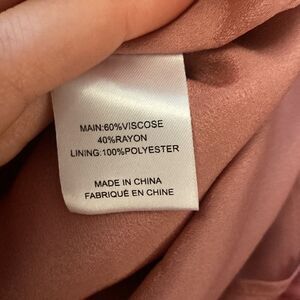 MAIN:60%VISCOSE
40%RAYON
LINING:100%POLYESTER
MADE IN CHINA
FABRIQUÉ EN CHINE